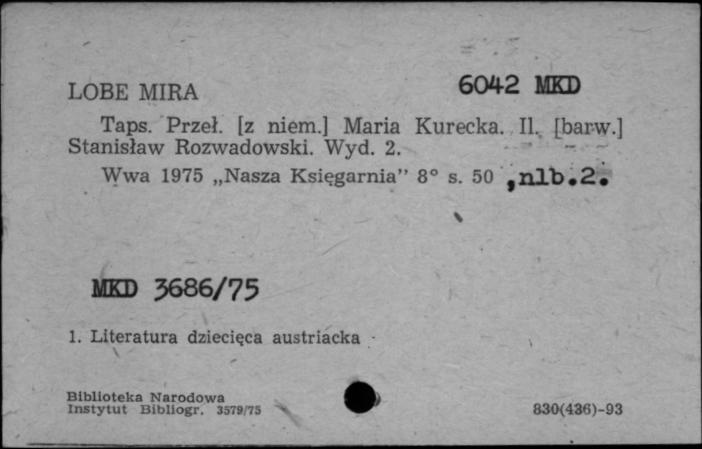 LOBE MIRA 6042 MKD
Taps. Przeł. [z niem.] Maria Kurecka. Il. [barw.]
Stanisław Rozwadowski. Wyd. 2.
Wwa 1975 „Nasza Księgarnia” 8° s. 50 ,nlb.2.
MKD 3686/75
1. Literatura dziecięca austriacka
Biblioteka Narodowa
Instytut Bibliogr. 3579/75 830(436)-93